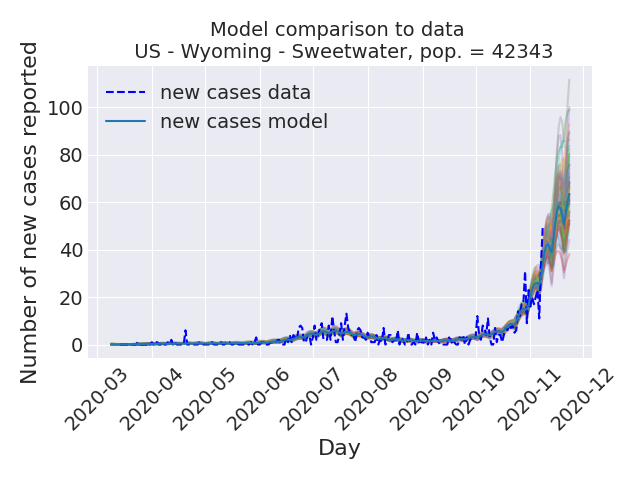 Model comparison to data
US - Wyoming - Sweetwater, pop. = 42343
Number of new cases reported
new cases data
new cases model
100
80
60
40
20
0
2020-03
2020-04
2020-05
2020-06
2020-07
2020-08
2020-09
2020-10
2020-11
2020-12
Day